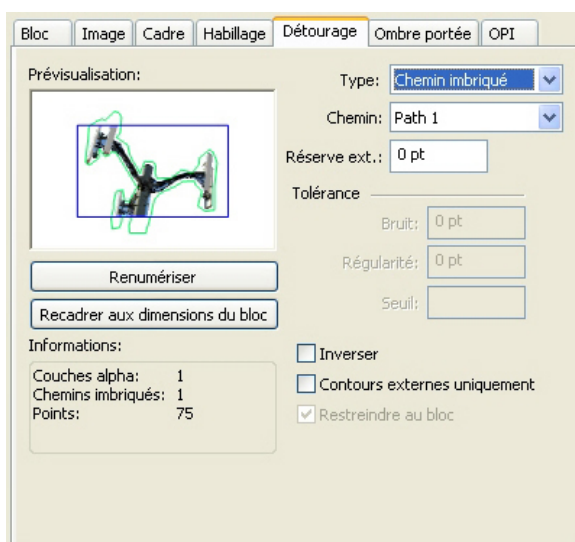 Bloc Image Cadre Habillage Détourage Ombre portée OPI
Prévisualisation:
Type: Chemin imbriqué
Chemin: Path 1
Réserve ext.: 0 pt
Tolérance
Bruit: 0 pt
Régularité: 0 pt
Seuil:
Renumériser
Recadrer aux dimensions du bloc
Informations:
Couches alpha: 1
Chemins imbriqués: 1
Points: 75
Inverser
Contours externes uniquement
Restreindre au bloc